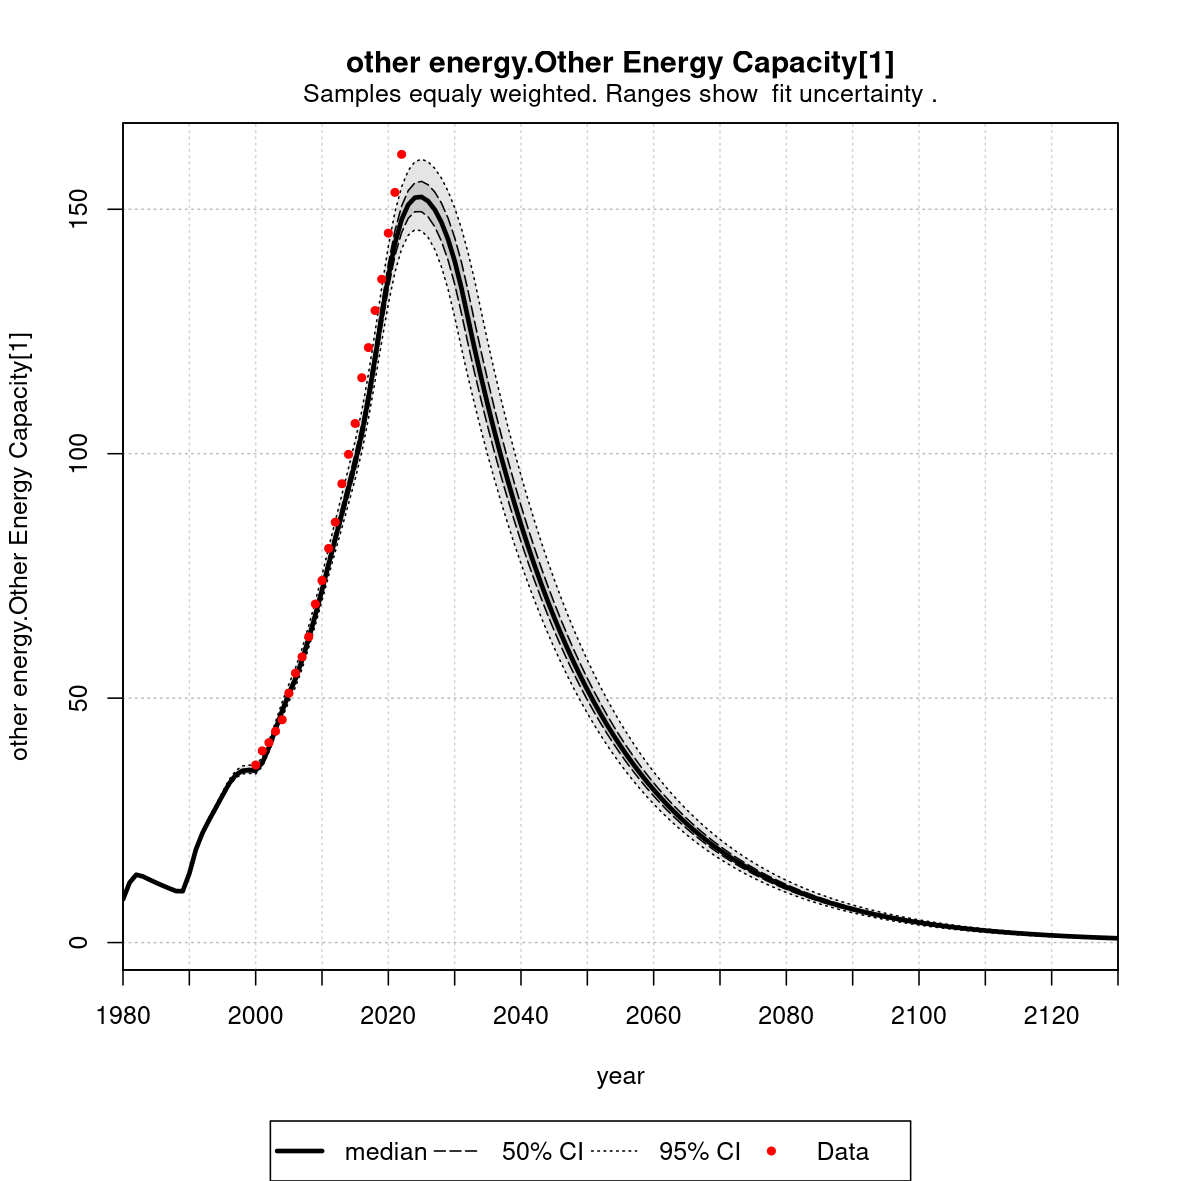 other energy.Other Energy Capacity[1]
Samples equaly weighted. Ranges show  fit uncertainty .
other energy.Other Energy Capacity[1]
150
100
50
0
1980 2000 2020 2040 2060 2080 2100 2120
year
median 50% CI 95% CI Data